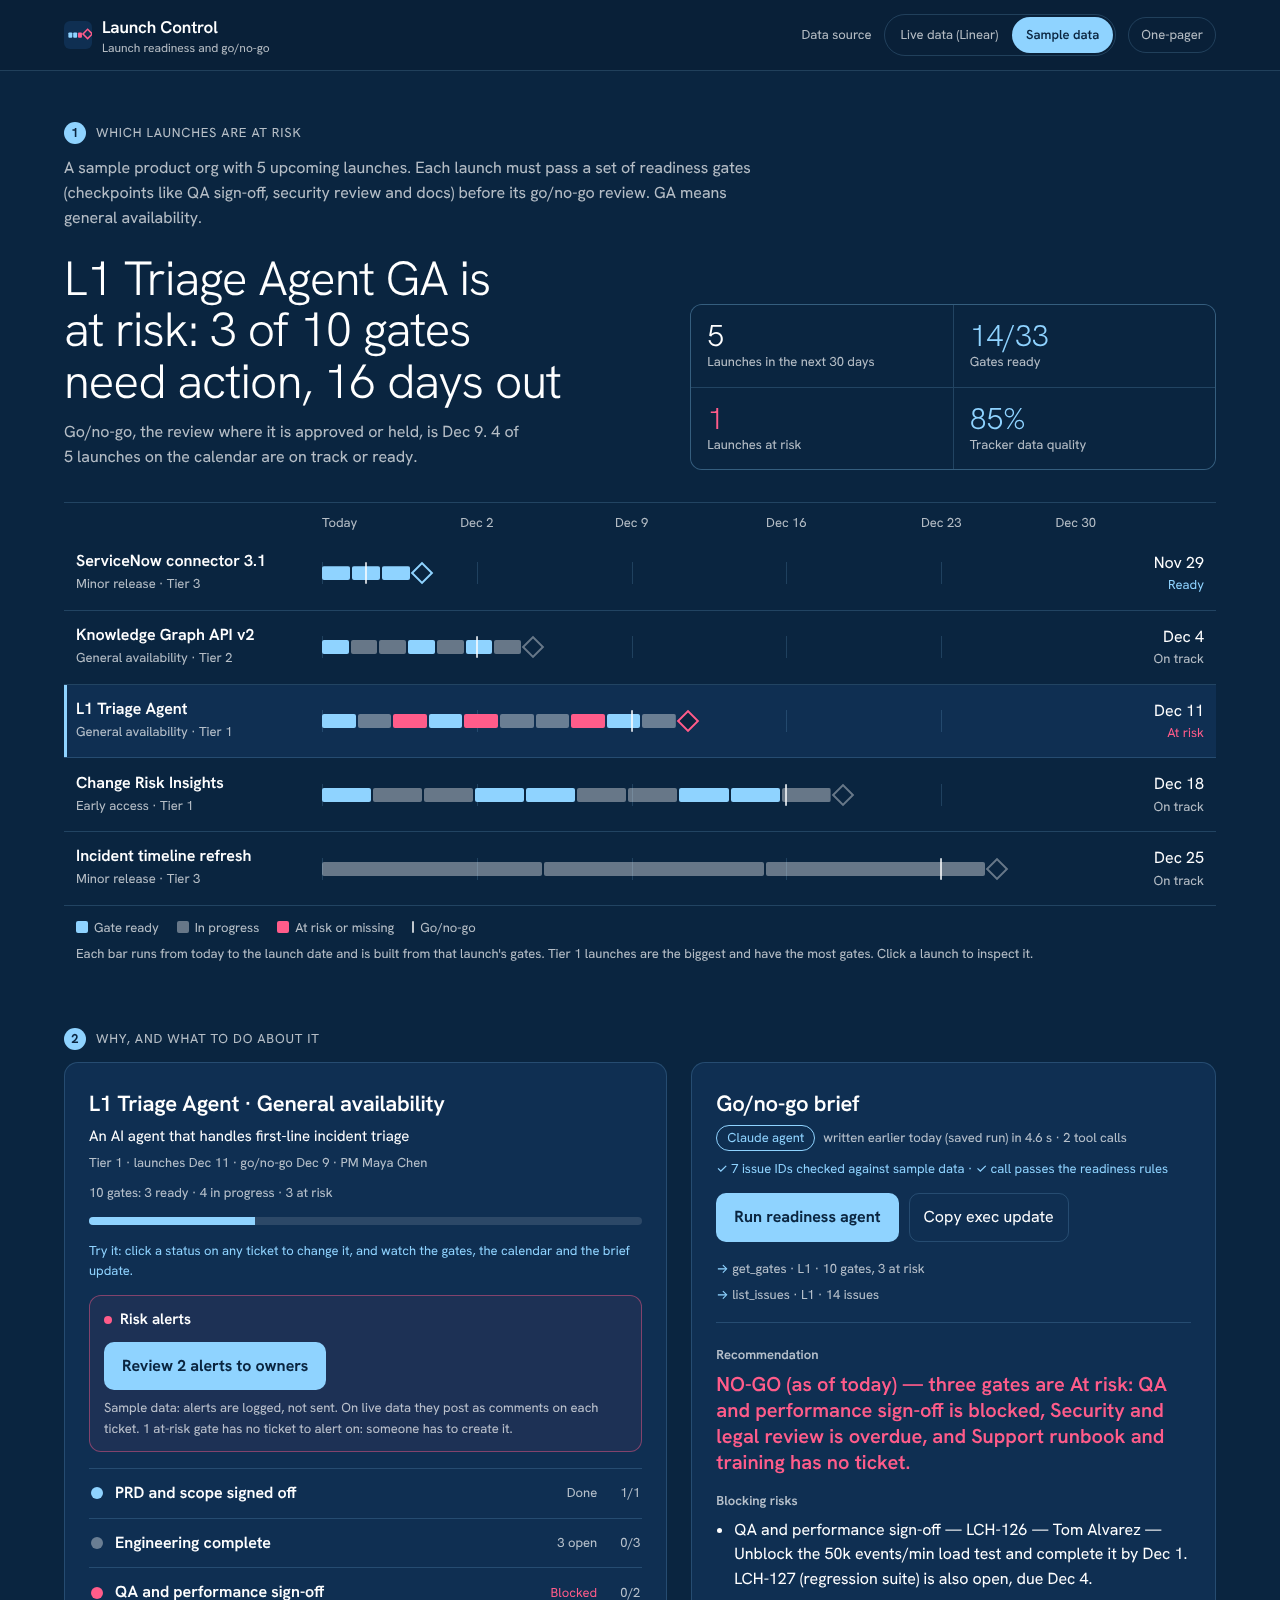 Launch Control
Launch readiness and go/no-go
Data source
Live data (Linear)
Sample data
One-pager
1
WHICH LAUNCHES ARE AT RISK
A sample product org with 5 upcoming launches. Each launch must pass a set of readiness gates
(checkpoints like QA sign-off, security review and docs) before its go/no-go review. GA means
general availability.
L1 Triage Agent GA is
at risk: 3 of 10 gates
need action, 16 days out
Go/no-go, the review where it is approved or held, is Dec 9. 4 of
5 launches on the calendar are on track or ready.
5
Launches in the next 30 days
14/33
Gates ready
1
Launches at risk
85%
Tracker data quality
Today
Dec 2
Dec 9
Dec 16
Dec 23
Dec 30
ServiceNow connector 3.1
Minor release · Tier 3
Nov 29
Ready
Knowledge Graph API v2
General availability · Tier 2
Dec 4
On track
L1 Triage Agent
General availability · Tier 1
Dec 11
At risk
Change Risk Insights
Early access · Tier 1
Dec 18
On track
Incident timeline refresh
Minor release · Tier 3
Dec 25
On track
Gate ready
In progress
At risk or missing
Go/no-go
Each bar runs from today to the launch date and is built from that launch's gates. Tier 1 launches are the biggest and have the most gates. Click a launch to inspect it.
2
WHY, AND WHAT TO DO ABOUT IT
L1 Triage Agent · General availability
An AI agent that handles first-line incident triage
Tier 1 · launches Dec 11 · go/no-go Dec 9 · PM Maya Chen
10 gates: 3 ready · 4 in progress · 3 at risk
Try it: click a status on any ticket to change it, and watch the gates, the calendar and the brief
update.
Risk alerts
Review 2 alerts to owners
Sample data: alerts are logged, not sent. On live data they post as comments on each
ticket. 1 at-risk gate has no ticket to alert on: someone has to create it.
PRD and scope signed off
Done
1/1
Engineering complete
3 open
0/3
QA and performance sign-off
Blocked
0/2
Go/no-go brief
Claude agent
written earlier today (saved run) in 4.6 s · 2 tool calls
✓ 7 issue IDs checked against sample data · ✓ call passes the readiness rules
Run readiness agent
Copy exec update
→ get_gates · L1 · 10 gates, 3 at risk
→ list_issues · L1 · 14 issues
Recommendation
NO-GO (as of today) — three gates are At risk: QA
and performance sign-off is blocked, Security and
legal review is overdue, and Support runbook and
training has no ticket.
Blocking risks
• QA and performance sign-off — LCH-126 — Tom Alvarez —
Unblock the 50k events/min load test and complete it by Dec 1.
LCH-127 (regression suite) is also open, due Dec 4.